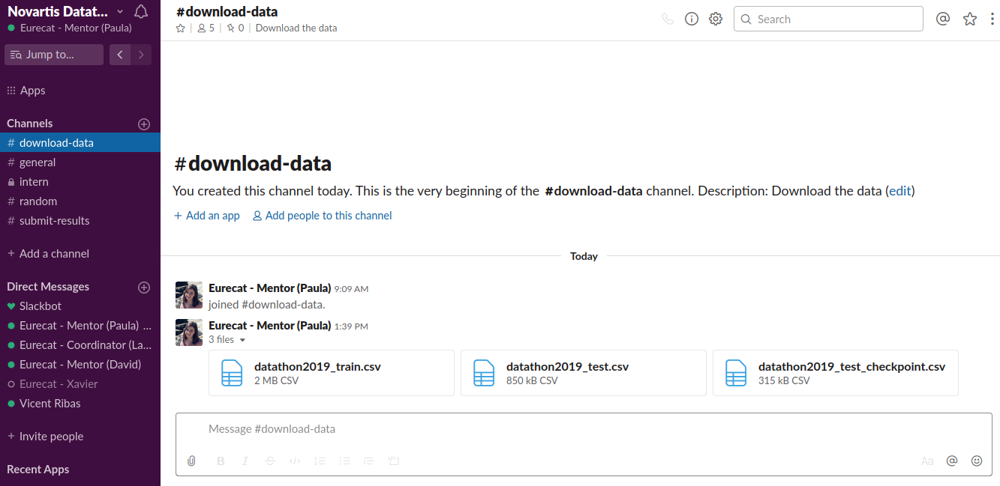 Novartis Datat...
Eurecat - Mentor (Paula)
Jump to...
Apps
Channels
# download-data
# general
intern
# random
# submit-results
+ Add a channel
Direct Messages
Slackbot
Eurecat - Mentor (Paula) ...
Eurecat - Coordinator (La...
Eurecat - Mentor (David)
Eurecat - Xavier
Vicent Ribas
+ Invite people
Recent Apps
#download-data
5 | 0 | Download the data
Search
#download-data
You created this channel today. This is the very beginning of the #download-data channel. Description: Download the data (edit)
+ Add an app Add people to this channel
Today
Eurecat - Mentor (Paula) 9:09 AM
joined #download-data.
Eurecat - Mentor (Paula) 1:39 PM
3 files
datathon2019_train.csv
2 MB CSV
datathon2019_test.csv
850 kB CSV
datathon2019_test_checkpoint.csv
315 kB CSV
Message #download-data
B I S </> Aa @